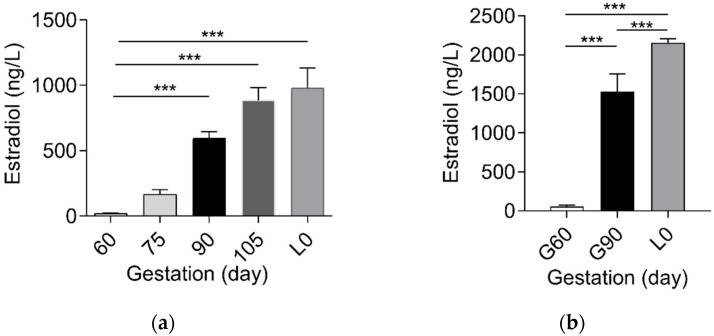 1500
1000
500
0
Estradiol (ng/L)
***
***
***
60
75
90
105
L0
Gestation (day)
(a)
2500
2000
1500
1000
500
0
Estradiol (ng/L)
***
***
***
G60
G90
L0
Gestation (day)
(b)